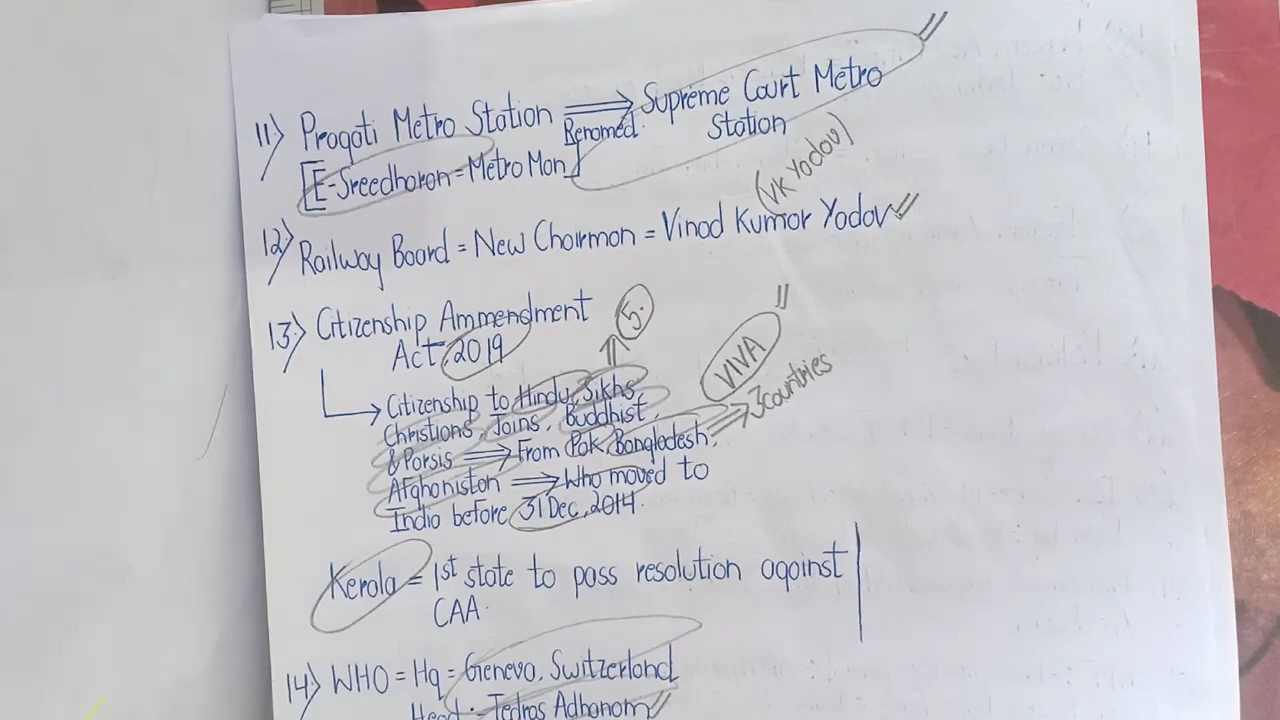 11) Pragati Metro Station ⟹ Renamed. Supreme Court Metro Station //
[E-Sreedharan = Metro Man]
(VK Yadav)
12) Railway Board = New Chairman = Vinod Kumar Yadav //
13) Citizenship Ammendment
Act, 2019
5.
VIVA //
→ Citizenship to Hindu, Sikhs,
Christians, Jains, Buddhist,
& Parsis ⟹ From Pak, Bangladesh, ⟹ 3 countries
Afghanistan ⟹ Who moved to
India before 31 Dec, 2014.
Kerala = 1st state to pass resolution against
CAA.
14) WHO = Hq = Geneva, Switzerland
Head := Tedros Adhanom //